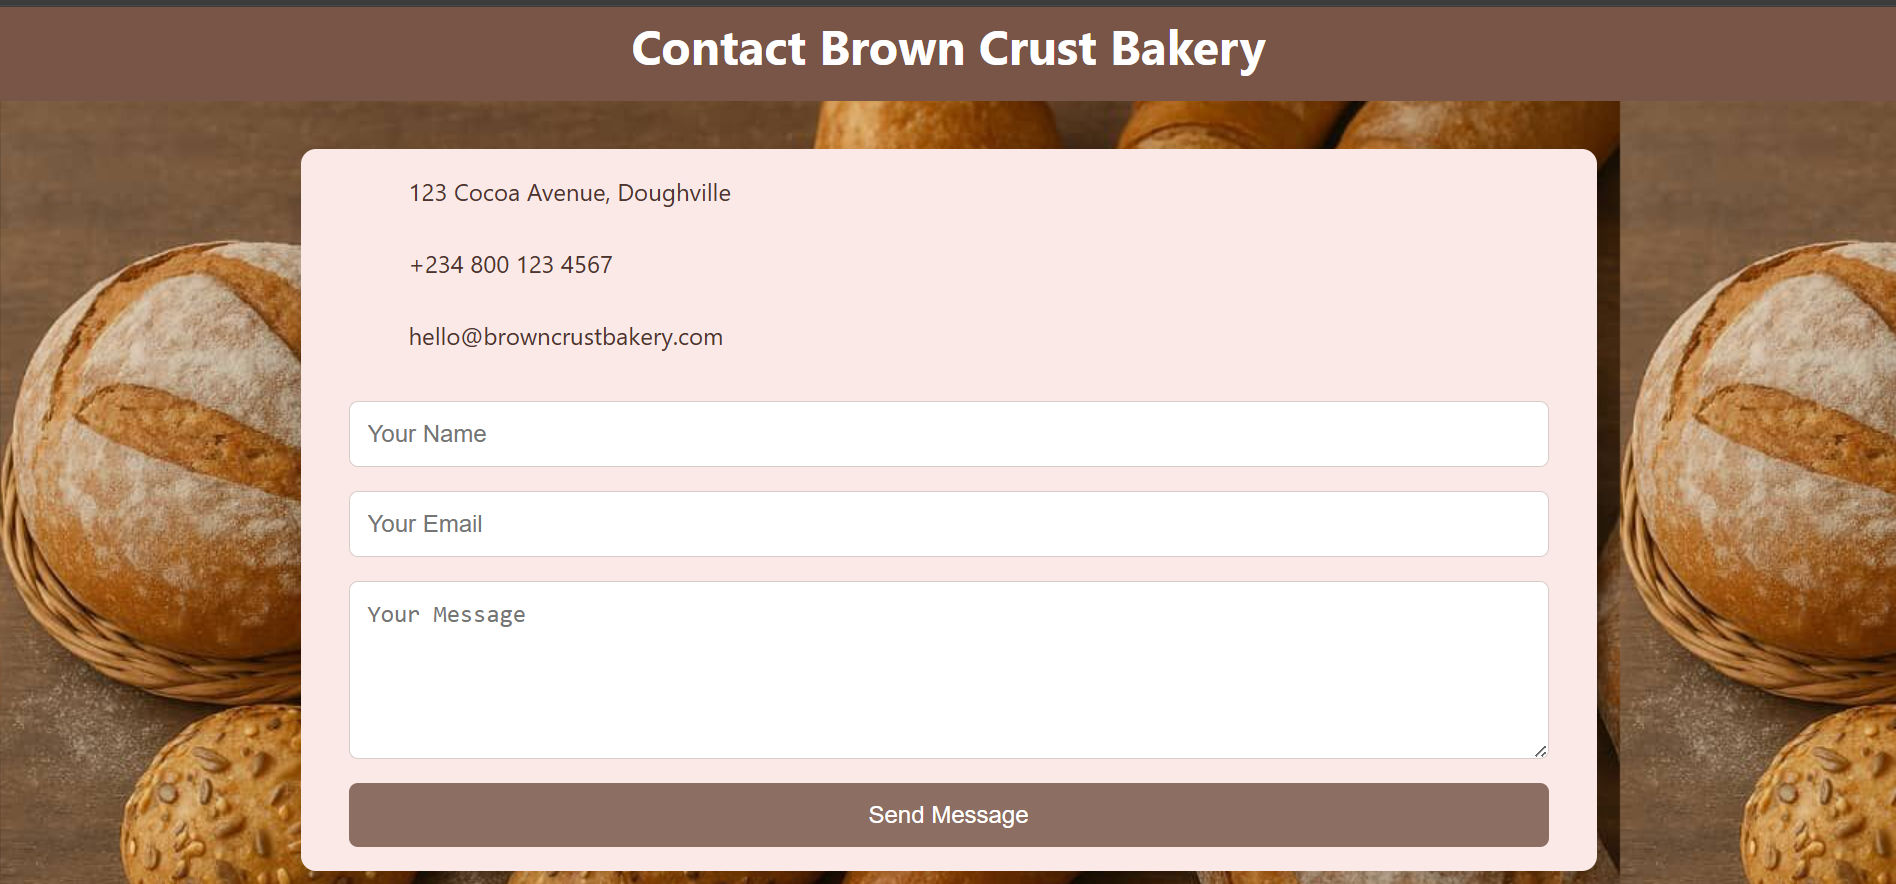 Contact Brown Crust Bakery
123 Cocoa Avenue, Doughville
+234 800 123 4567
hello@browncrustbakery.com
Your Name
Your Email
Your Message
Send Message